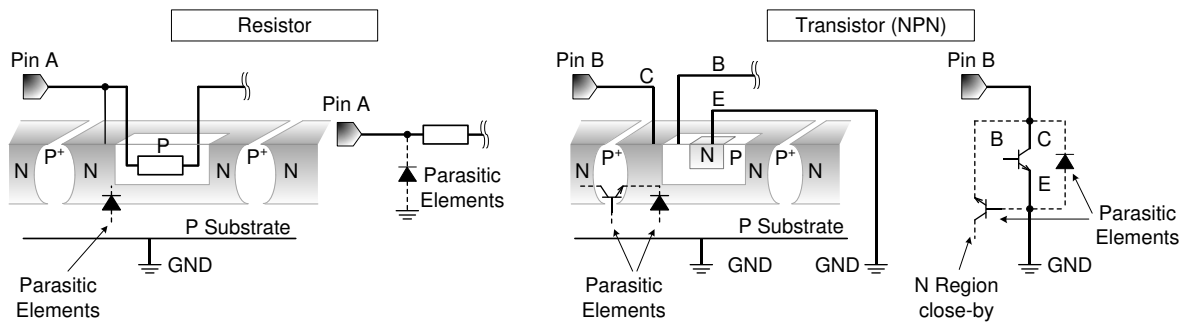 Resistor
Transistor (NPN)
Pin A
Pin B
C
B
E
Pin B
Pin A
N
P+
N
P
N
P+
N
N
P+
N
N
P
N
P+
N
B
C
E
Parasitic
Elements
P Substrate
P Substrate
Parasitic
Elements
GND
GND
GND
GND
Parasitic
Elements
Parasitic
Elements
N Region
close-by